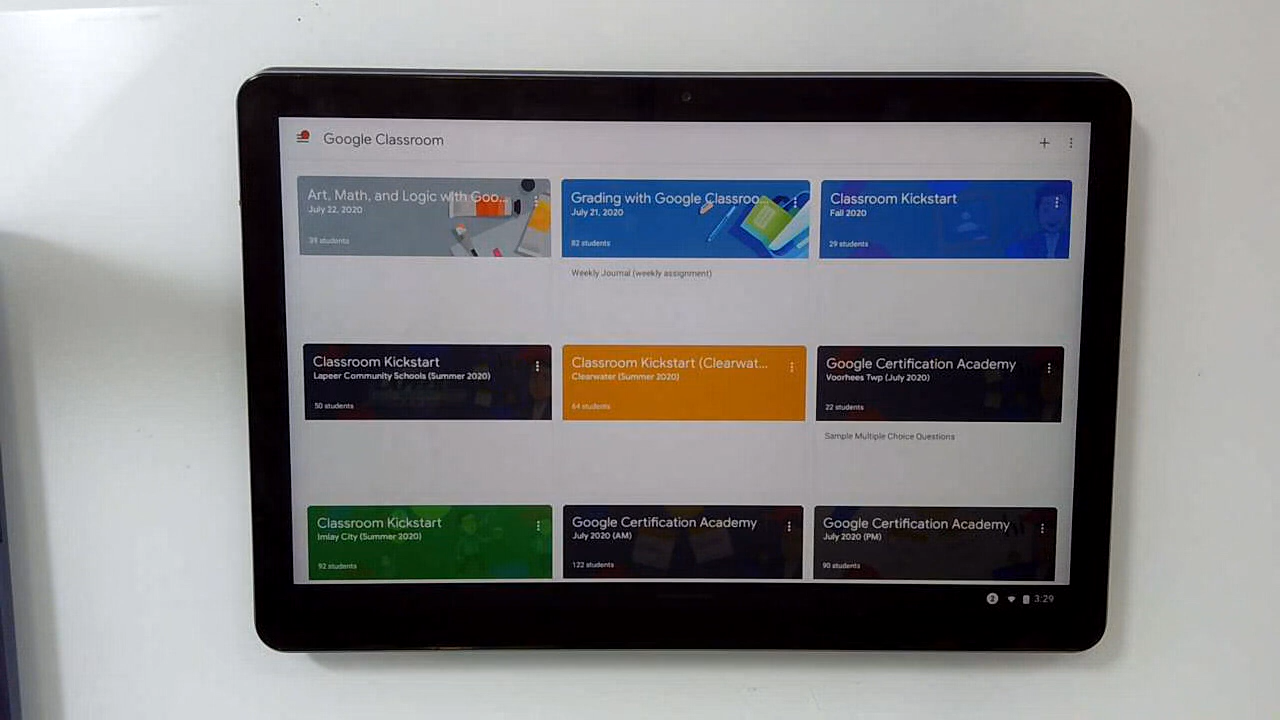 Google Classroom
Art, Math, and Logic with Goo...
July 22, 2020
39 students
Grading with Google Classroo...
July 21, 2020
82 students
Weekly Journal (weekly assignment)
Classroom Kickstart
Fall 2020
29 students
Classroom Kickstart
Lapeer Community Schools (Summer 2020)
50 students
Classroom Kickstart (Clearwat...
Clearwater (Summer 2020)
64 students
Google Certification Academy
Voorhees Twp (July 2020)
22 students
Sample Multiple Choice Questions
Classroom Kickstart
Imlay City (Summer 2020)
92 students
Google Certification Academy
July 2020 (AM)
122 students
Google Certification Academy
July 2020 (PM)
90 students
2 3:29